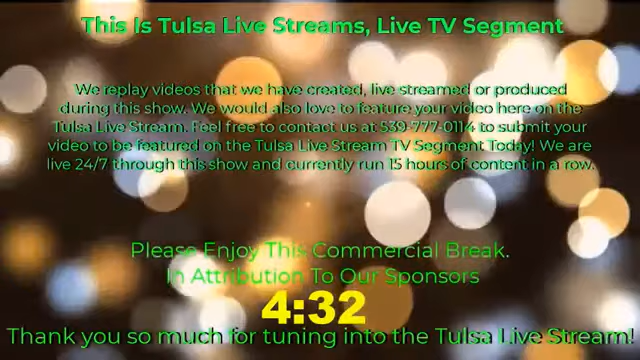 This Is Tulsa Live Streams, Live TV Segment
We replay videos that we have created, live streamed or produced
during this show. We would also love to feature your video here on the
Tulsa Live Stream. Feel free to contact us at 539-777-0114 to submit your
video to be featured on the Tulsa Live Stream TV Segment Today! We are
live 24/7 through this show and currently run 15 hours of content in a row.
Please Enjoy This Commercial Break.
In Attribution To Our Sponsors
4:32
Thank you so much for tuning into the Tulsa Live Stream!